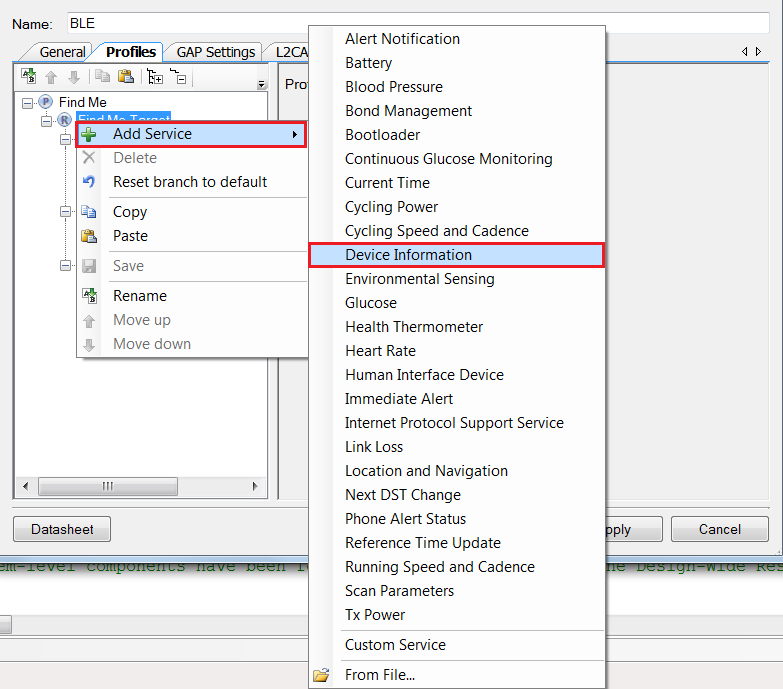 Name: BLE
General Profiles GAP Settings L2CA
Find Me
Find Me Target
Add Service
Delete
Reset branch to default
Copy
Paste
Save
Rename
Move up
Move down
Alert Notification
Battery
Blood Pressure
Bond Management
Bootloader
Continuous Glucose Monitoring
Current Time
Cycling Power
Cycling Speed and Cadence
Device Information
Environmental Sensing
Glucose
Health Thermometer
Heart Rate
Human Interface Device
Immediate Alert
Internet Protocol Support Service
Link Loss
Location and Navigation
Next DST Change
Phone Alert Status
Reference Time Update
Running Speed and Cadence
Scan Parameters
Tx Power
Custom Service
From File...
Datasheet pply Cancel
em-level components have been Design-Wide Res